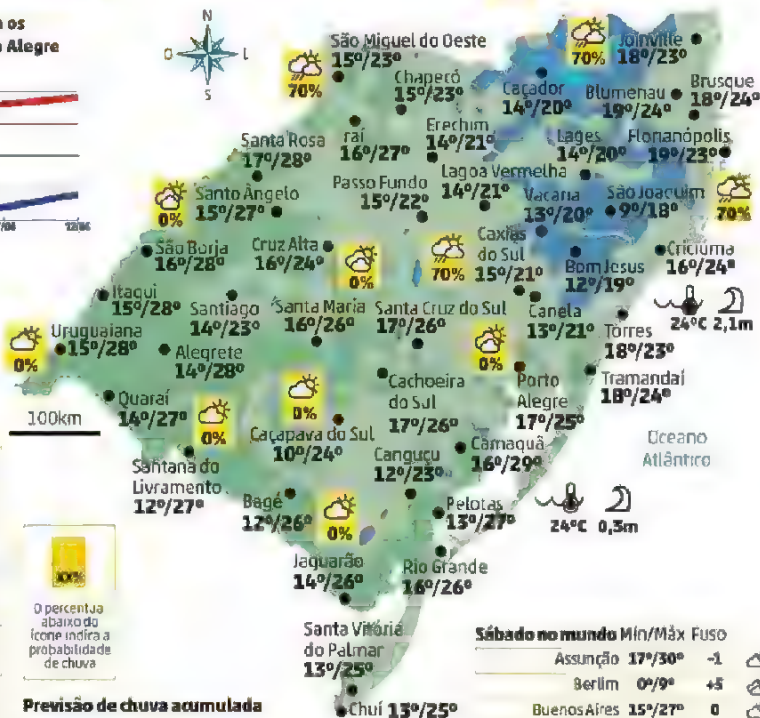 os
Alegre
N
O
L
S
12/06
São Miguel do Oeste
15º/23º
70%
Chapecó
15º/23º
70%
Joinville
18º/23º
Caçador
14º/20º
Blumenau
19º/24º
Brusque
18º/24º
Santa Rosa
17º/28º
raí
16º/27º
Erechim
14º/21º
Lages
14º/20º
Florianópolis
19º/23º
0%
Santo Ângelo
15º/27º
Passo Fundo
15º/22º
Lagoa Vermelha
14º/21º
Vacaria
13º/20º
São Joaquim
9º/18º
70%
São Borja
16º/28º
Cruz Alta
16º/24º
0%
70%
Caxias
do Sul
15º/21º
Bom Jesus
12º/19º
Criciúma
16º/24º
Itaqui
15º/28º
Santiago
14º/23º
Santa Maria
16º/26º
Santa Cruz do Sul
17º/26º
Canela
13º/21º
Torres
18º/23º
24ºC 2,1m
0%
Uruguaiana
15º/28º
Alegrete
14º/28º
0%
Quaraí
14º/27º
0%
0%
Cachoeira
do Sul
17º/26º
Porto
Alegre
17º/25º
Tramandaí
18º/24º
100km
Caçapava do Sul
10º/24º
Camaquã
16º/29º
Oceano
Atlântico
Santana do
Livramento
12º/27º
Canguçu
12º/23º
Bagé
12º/26º
0%
Pelotas
13º/27º
24ºC 0,3m
XX%
O percentua
abaixo do
ícone indica a
probabilidade
de chuva
Jaguarão
14º/26º
Rio Grande
16º/26º
Santa Vitória
do Palmar
13º/25º
Chuí 13º/25º
Previsão de chuva acumulada
Sábado no mundo Mín/Máx Fuso
Assunção 17º/30º -1
Berlim 0º/9º +5
Buenos Aires 15º/27º 0